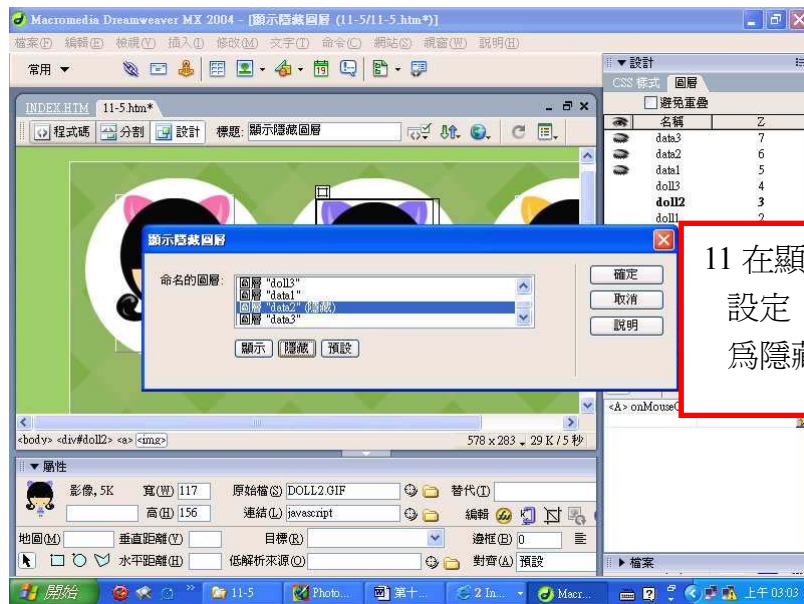 Macromedia Dreamweaver MX 2004 - [顯示隱藏圖層 (11-5/11-5.htm*)]
檔案(F) 編輯(E) 檢視(V) 插入(I) 修改(M) 文字(T) 命令(C) 網站(S) 視窗(W) 說明(H)
常用
INDEX.HTM 11-5.htm*
程式碼 分割 設計 標題: 顯示隱藏圖層
設計
CSS 樣式 圖層
避免重疊
名稱 Z
data3 7
data2 6
data1 5
doll3 4
doll2 3
doll1 2
顯示隱藏圖層
命名的圖層:
圖層 "doll3"
圖層 "data1"
圖層 "data2" (隱藏)
圖層 "data3"
顯示 隱藏 預設
確定
取消
說明
11 在顯
設定
為隱藏
<A> onMouse
<body> <div#doll2> <a> <img>
578 x 283 29 K / 5 秒
屬性
影像, 5K 寬(W) 117 原始檔(S) DOLL2.GIF 替代(T)
高(H) 156 連結(L) javascript 編輯
地圖(M) 垂直距離(V) 目標(R) 邊框(B) 0
水平距離(H) 低解析來源(O) 對齊(A) 預設
檔案
開始 11-5 Photo... 第十... 2 In... Macr... 上午 03:03